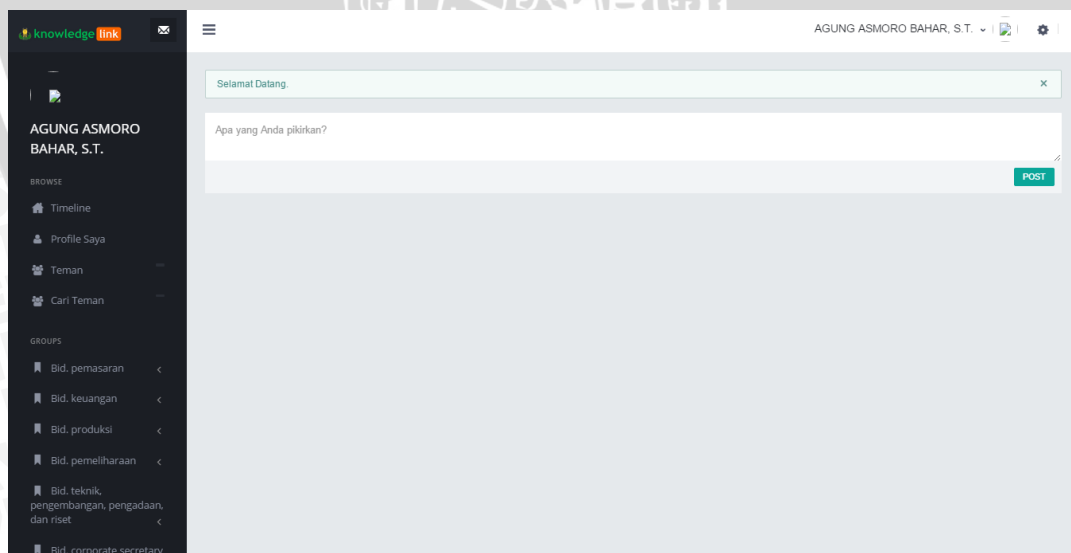 knowledge link
AGUNG ASMORO BAHAR, S.T.
Selamat Datang.
×
AGUNG ASMORO
BAHAR, S.T.
Apa yang Anda pikirkan?
POST
BROWSE
Timeline
Profile Saya
Teman
Cari Teman
GROUPS
Bid. pemasaran
Bid. keuangan
Bid. produksi
Bid. pemeliharaan
Bid. teknik,
pengembangan, pengadaan,
dan riset
Bid. corporate secretary